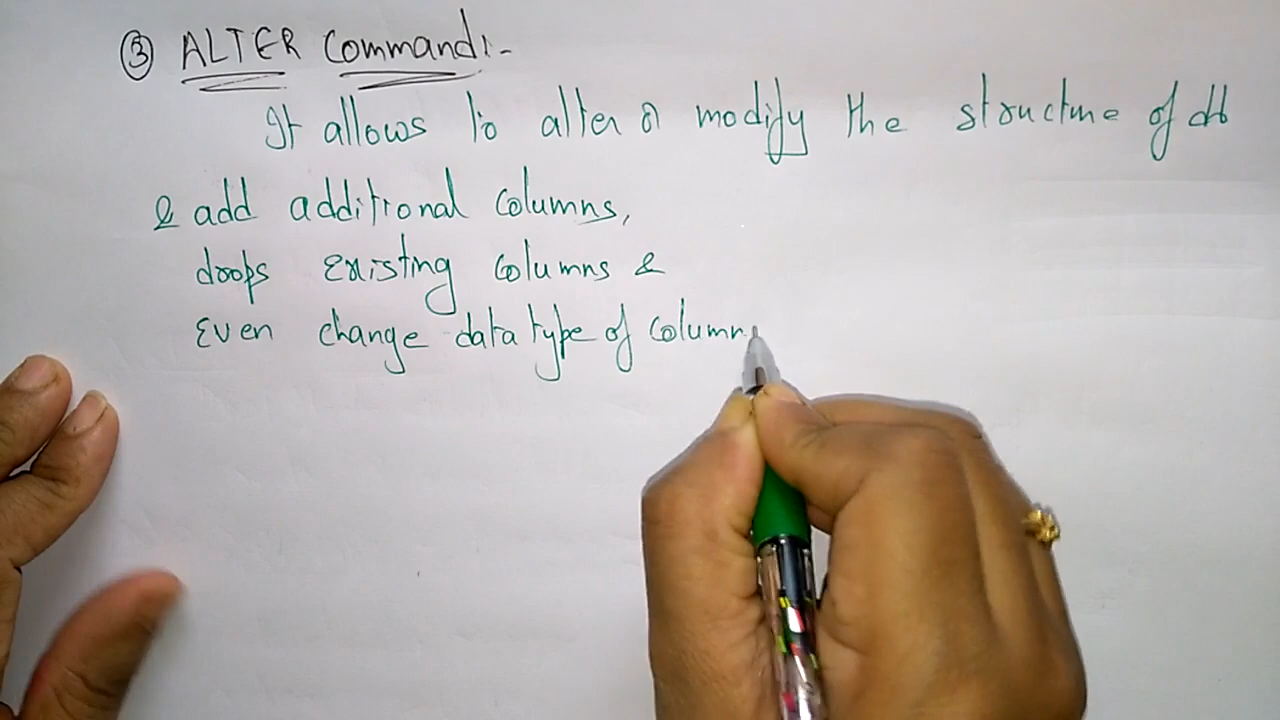 ③ ALTER Command:-
It allows to alter or modify the structure of db
& add additional columns,
drops existing columns &
Even change data type of column